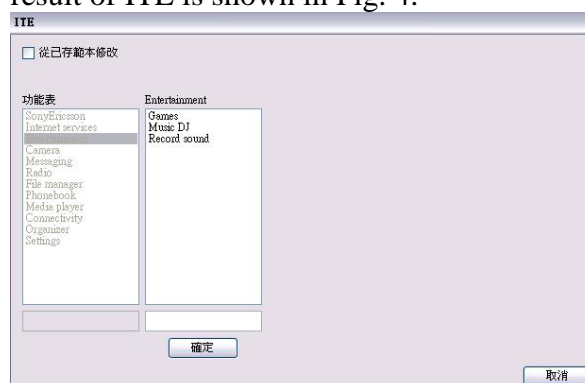 result of ITE is shown in Fig. 4.
ITE
從已存範本修改
功能表
SonyEricsson
Internet services
Entertainment
Camera
Messaging
Radio
File manager
Phonebook
Media player
Connectivity
Organizer
Settings
Entertainment
Games
Music DJ
Record sound
確定
取消